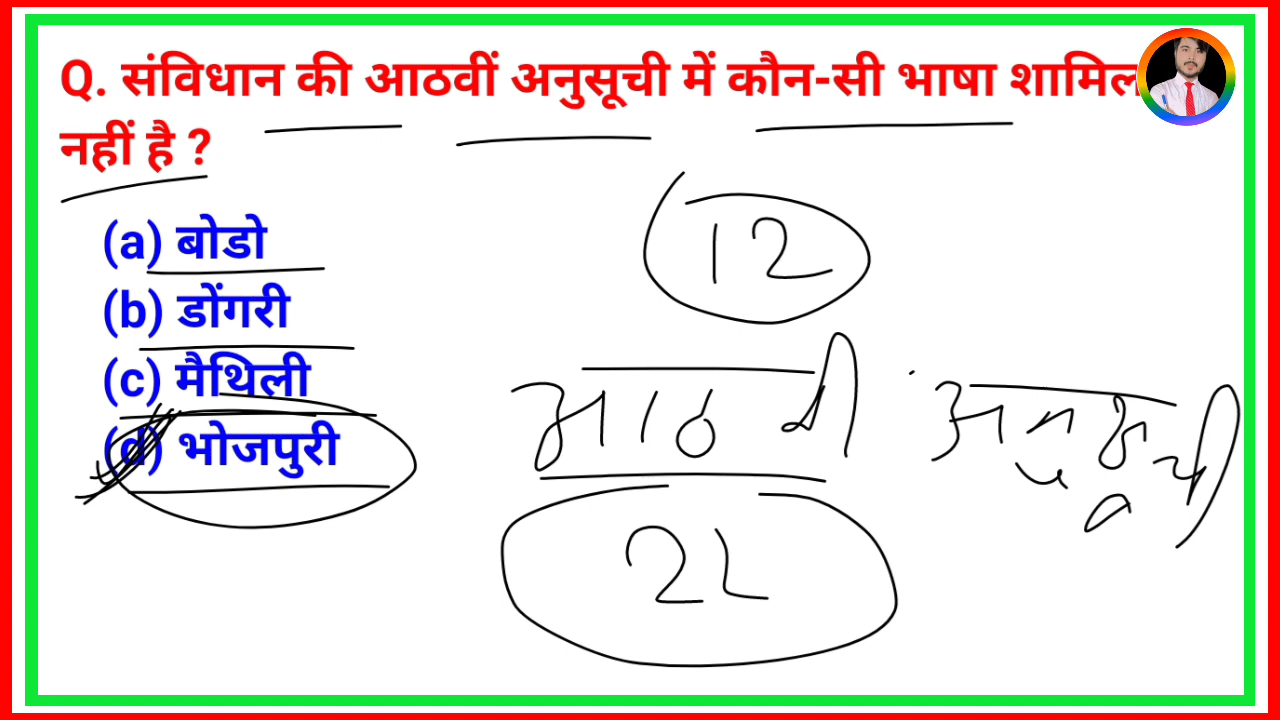 Q. संविधान की आठवीं अनुसूची में कौन-सी भाषा शामिल
नहीं है ?
(a) बोडो
(b) डोंगरी
(c) मैथिली
(d) भोजपुरी
12
आठवीं अनुसूची
22